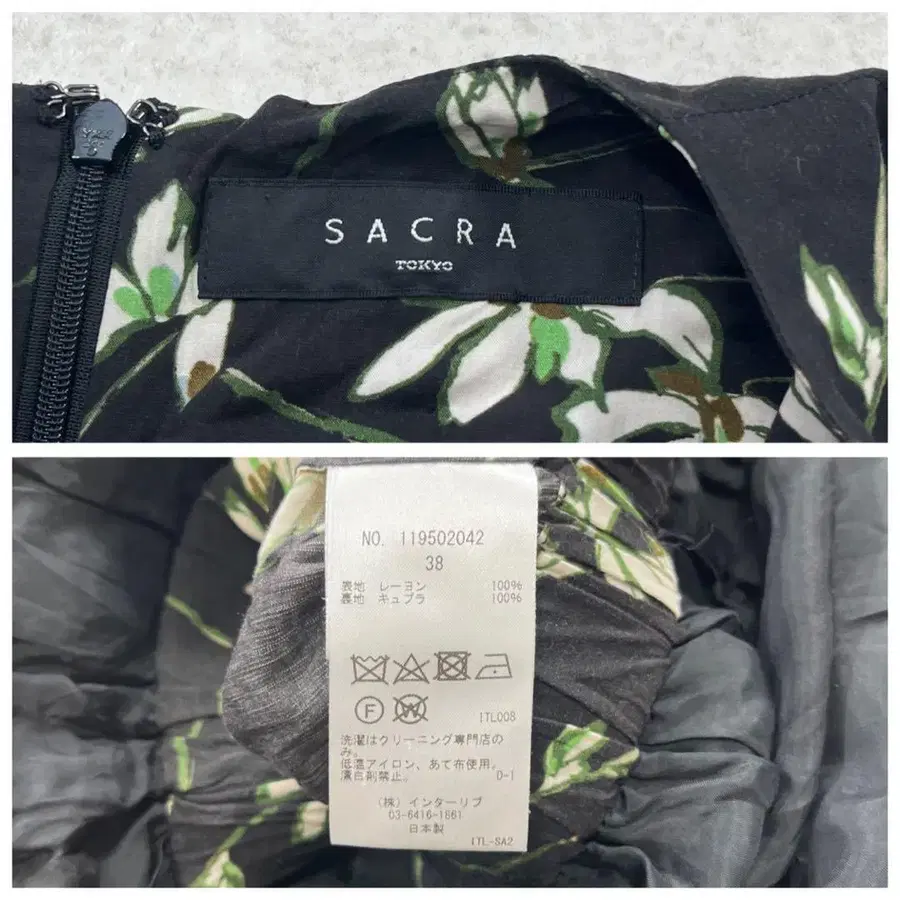 YKK
SACRA
TOKYO
NO. 119502042
38
表地 レーヨン 100%
裏地 キュプラ 100%
F W
ITL008
洗濯はクリーニング専門店の
み。
低温アイロン、あて布使用。
漂白剤禁止。 0-1
(株)インターリブ
03-6416-1861
日本製
ITL-SA2